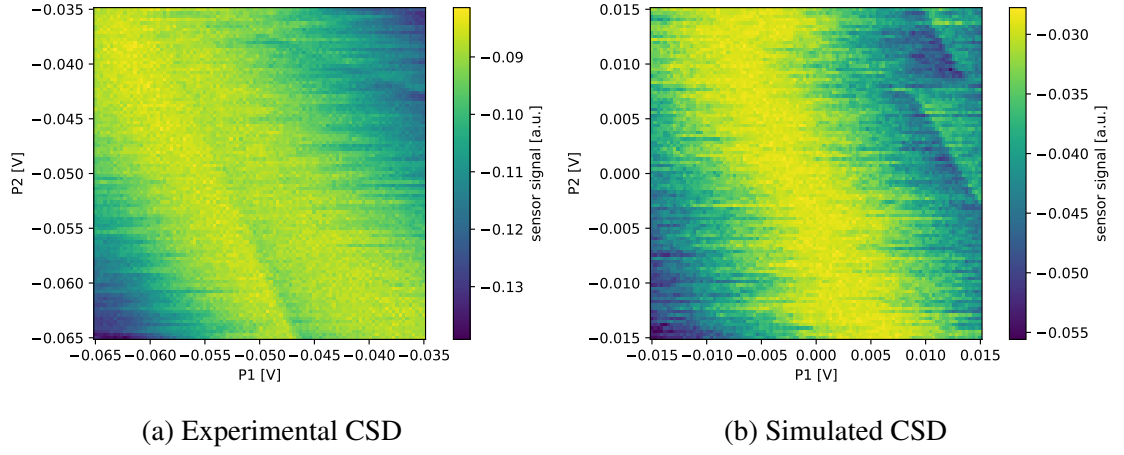 −0.035
−0.040
−0.045
−0.050
−0.055
−0.060
−0.065
P2 [V]
−0.065 −0.060 −0.055 −0.050 −0.045 −0.040 −0.035
P1 [V]
−0.09
−0.10
−0.11
−0.12
−0.13
sensor signal [a.u.]
(a) Experimental CSD
0.015
0.010
0.005
0.000
−0.005
−0.010
−0.015
P2 [V]
−0.015 −0.010 −0.005 0.000 0.005 0.010 0.015
P1 [V]
−0.030
−0.035
−0.040
−0.045
−0.050
−0.055
sensor signal [a.u.]
(b) Simulated CSD